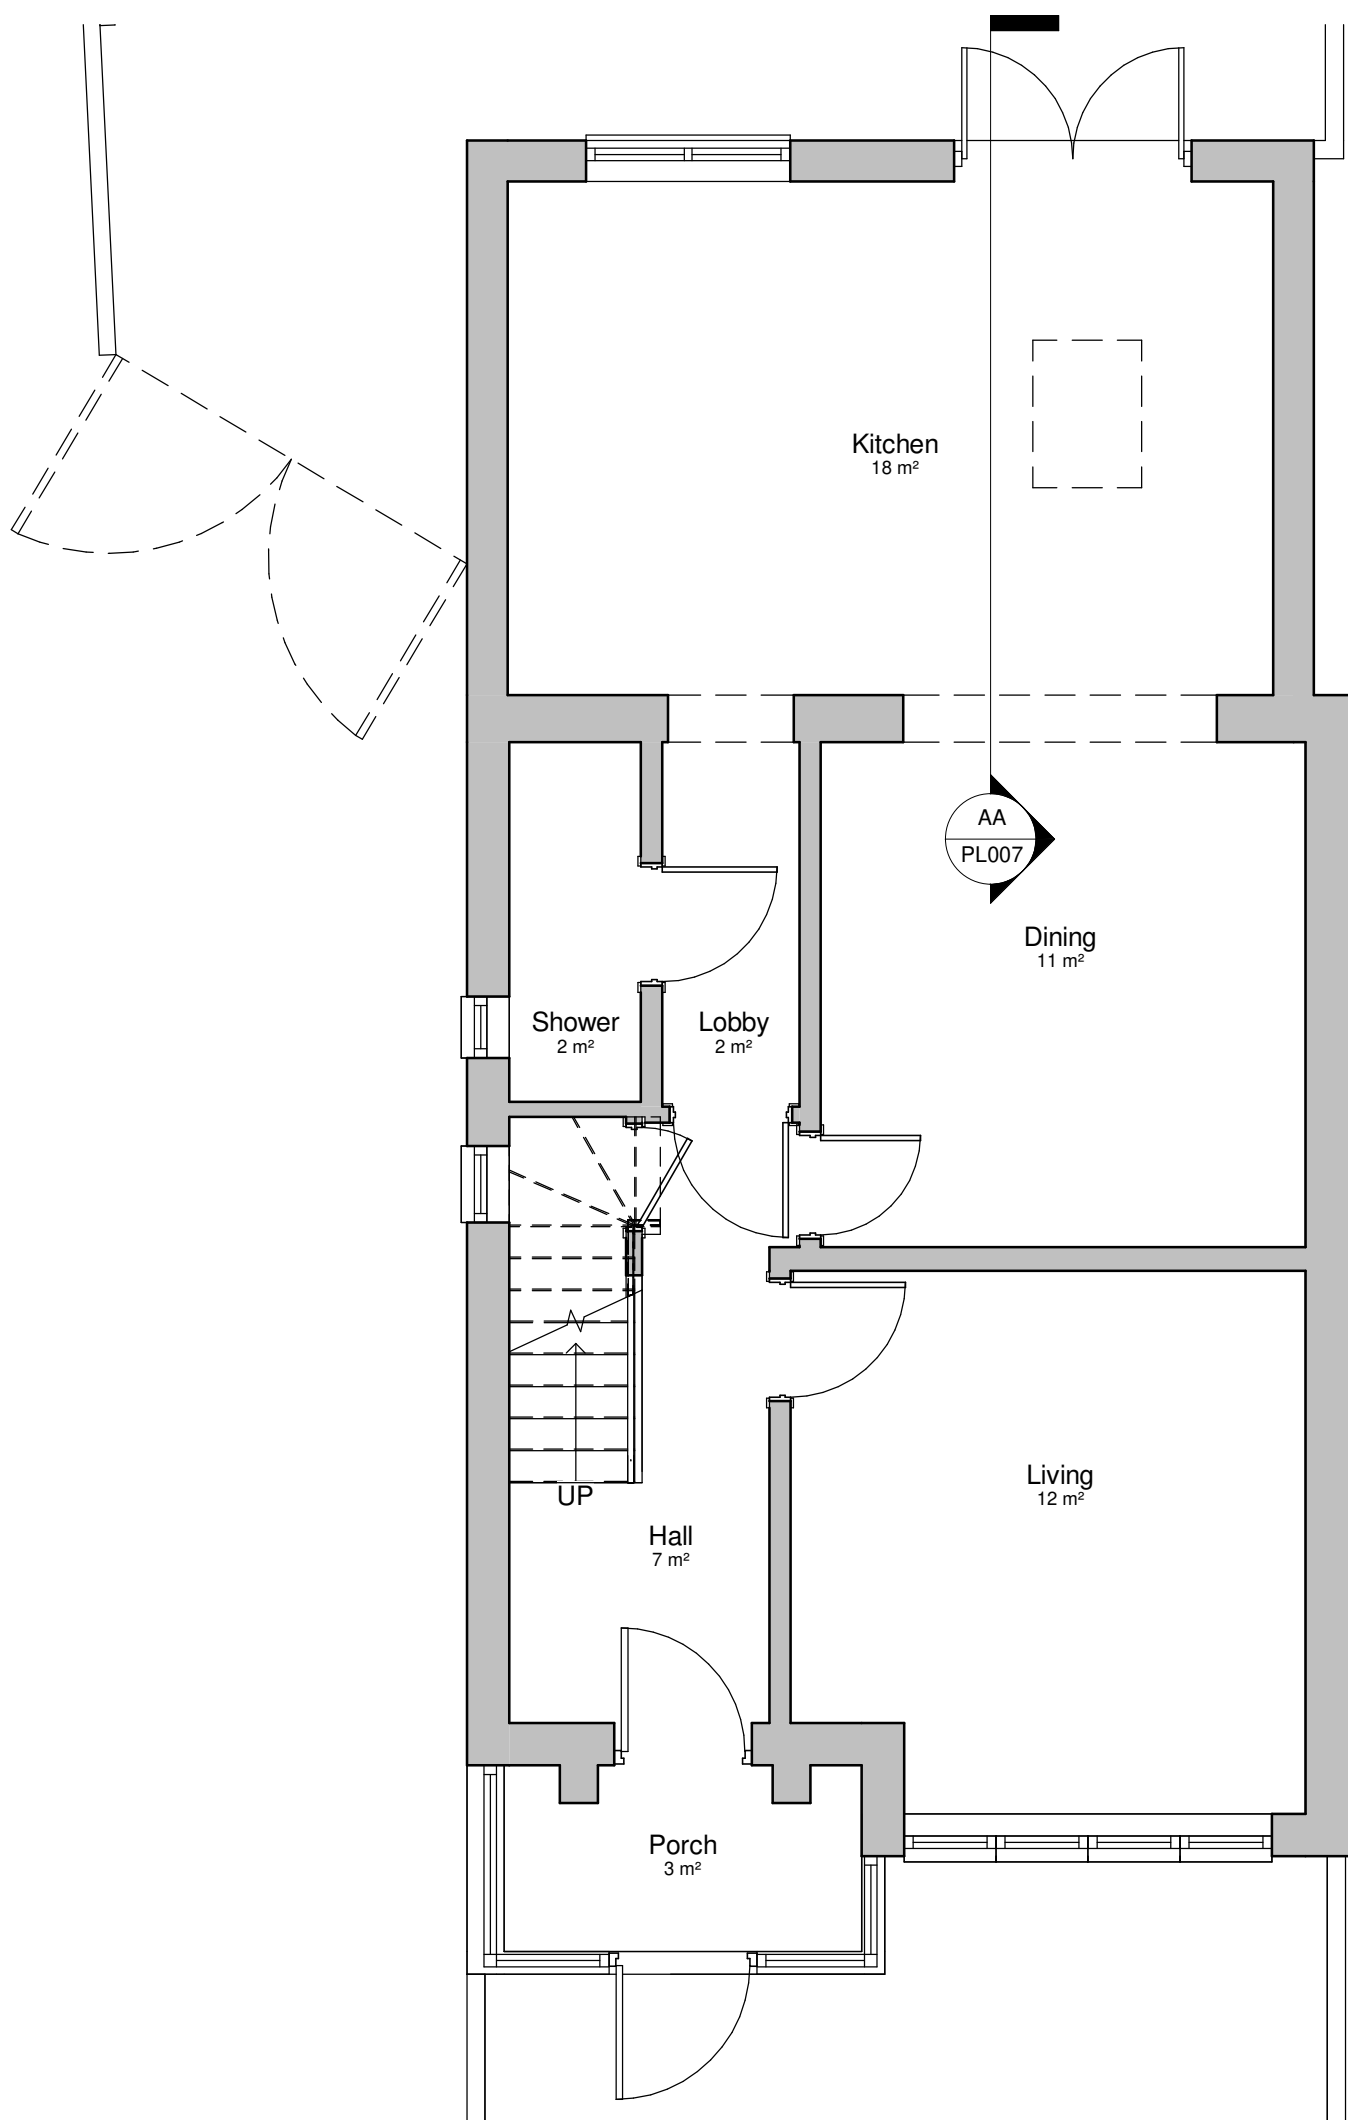 Kitchen
18 m²
AA
PL007
Dining
11 m²
Shower
2 m²
Lobby
2 m²
Living
12 m²
UP
Hall
7 m²
Porch
3 m²